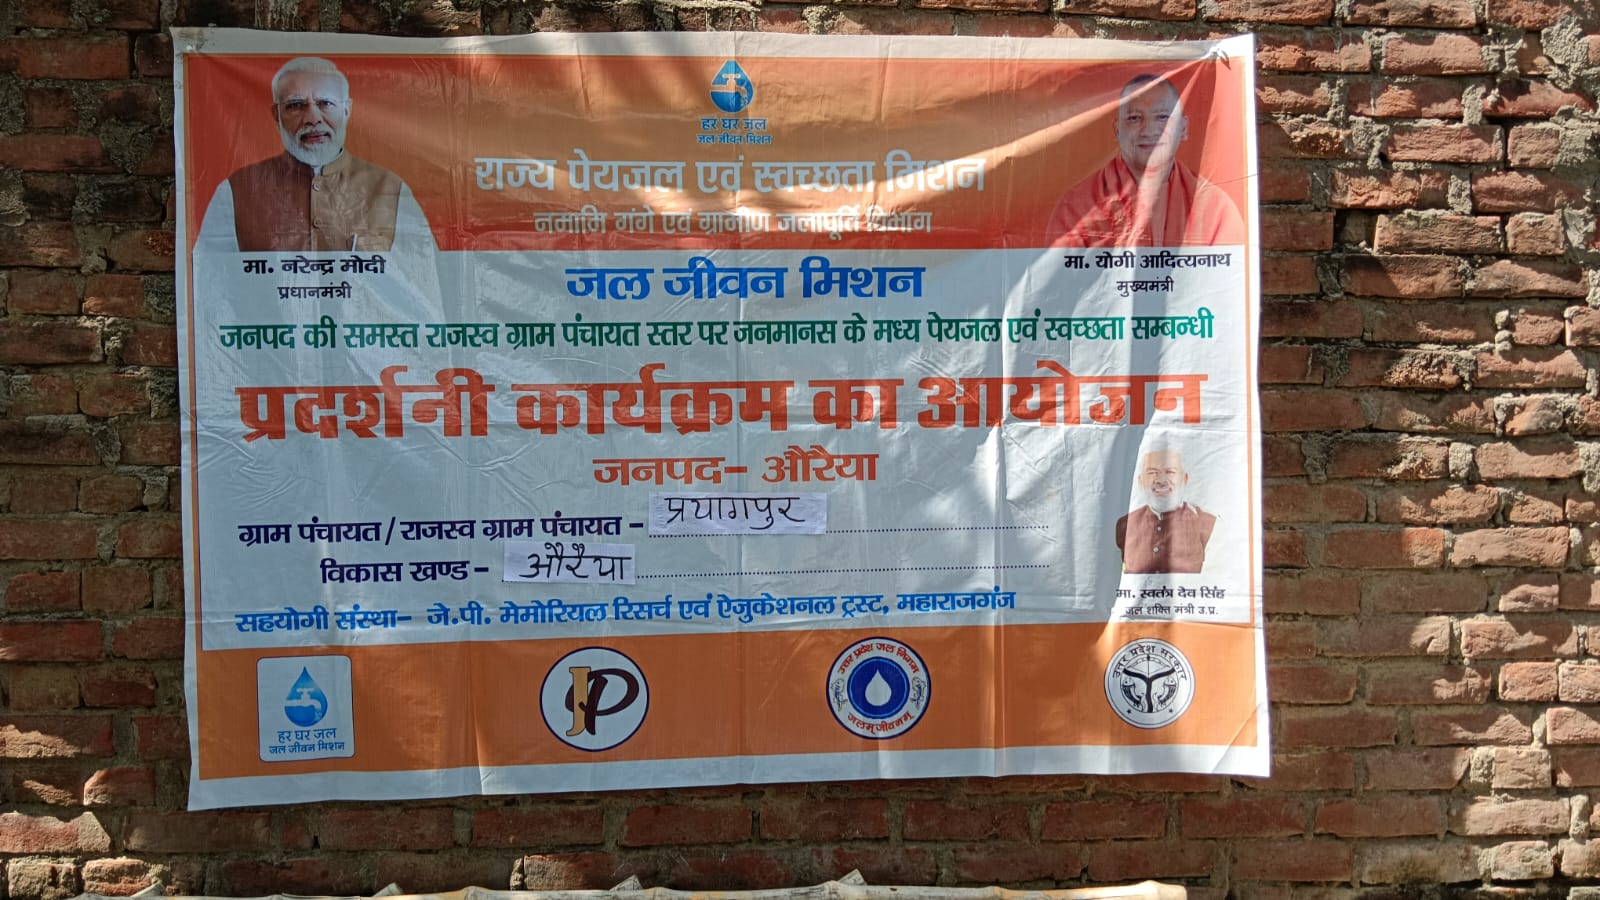 हर घर जल
जल जीवन मिशन
राज्य पेयजल एवं स्वच्छता मिशन
नमामि गंगे एवं ग्रामीण जलापूर्ति विभाग
मा. नरेन्द्र मोदी
प्रधानमंत्री
मा. योगी आदित्यनाथ
मुख्यमंत्री
जल जीवन मिशन
जनपद की समस्त राजस्व ग्राम पंचायत स्तर पर जनमानस के मध्य पेयजल एवं स्वच्छता सम्बन्धी
प्रदर्शनी कार्यक्रम का आयोजन
जनपद- औरैया
ग्राम पंचायत/राजस्व ग्राम पंचायत - प्रयागपुर
विकास खण्ड - औरैया
मा. स्वतंत्र देव सिंह
जल शक्ति मंत्री उ.प्र.
सहयोगी संस्था- जे.पी. मेमोरियल रिसर्च एवं ऐजुकेशनल ट्रस्ट, महाराजगंज
हर घर जल
जल जीवन मिशन
JP
उत्तर प्रदेश जल निगम
जलम् जीवनम्
उत्तर प्रदेश सरकार